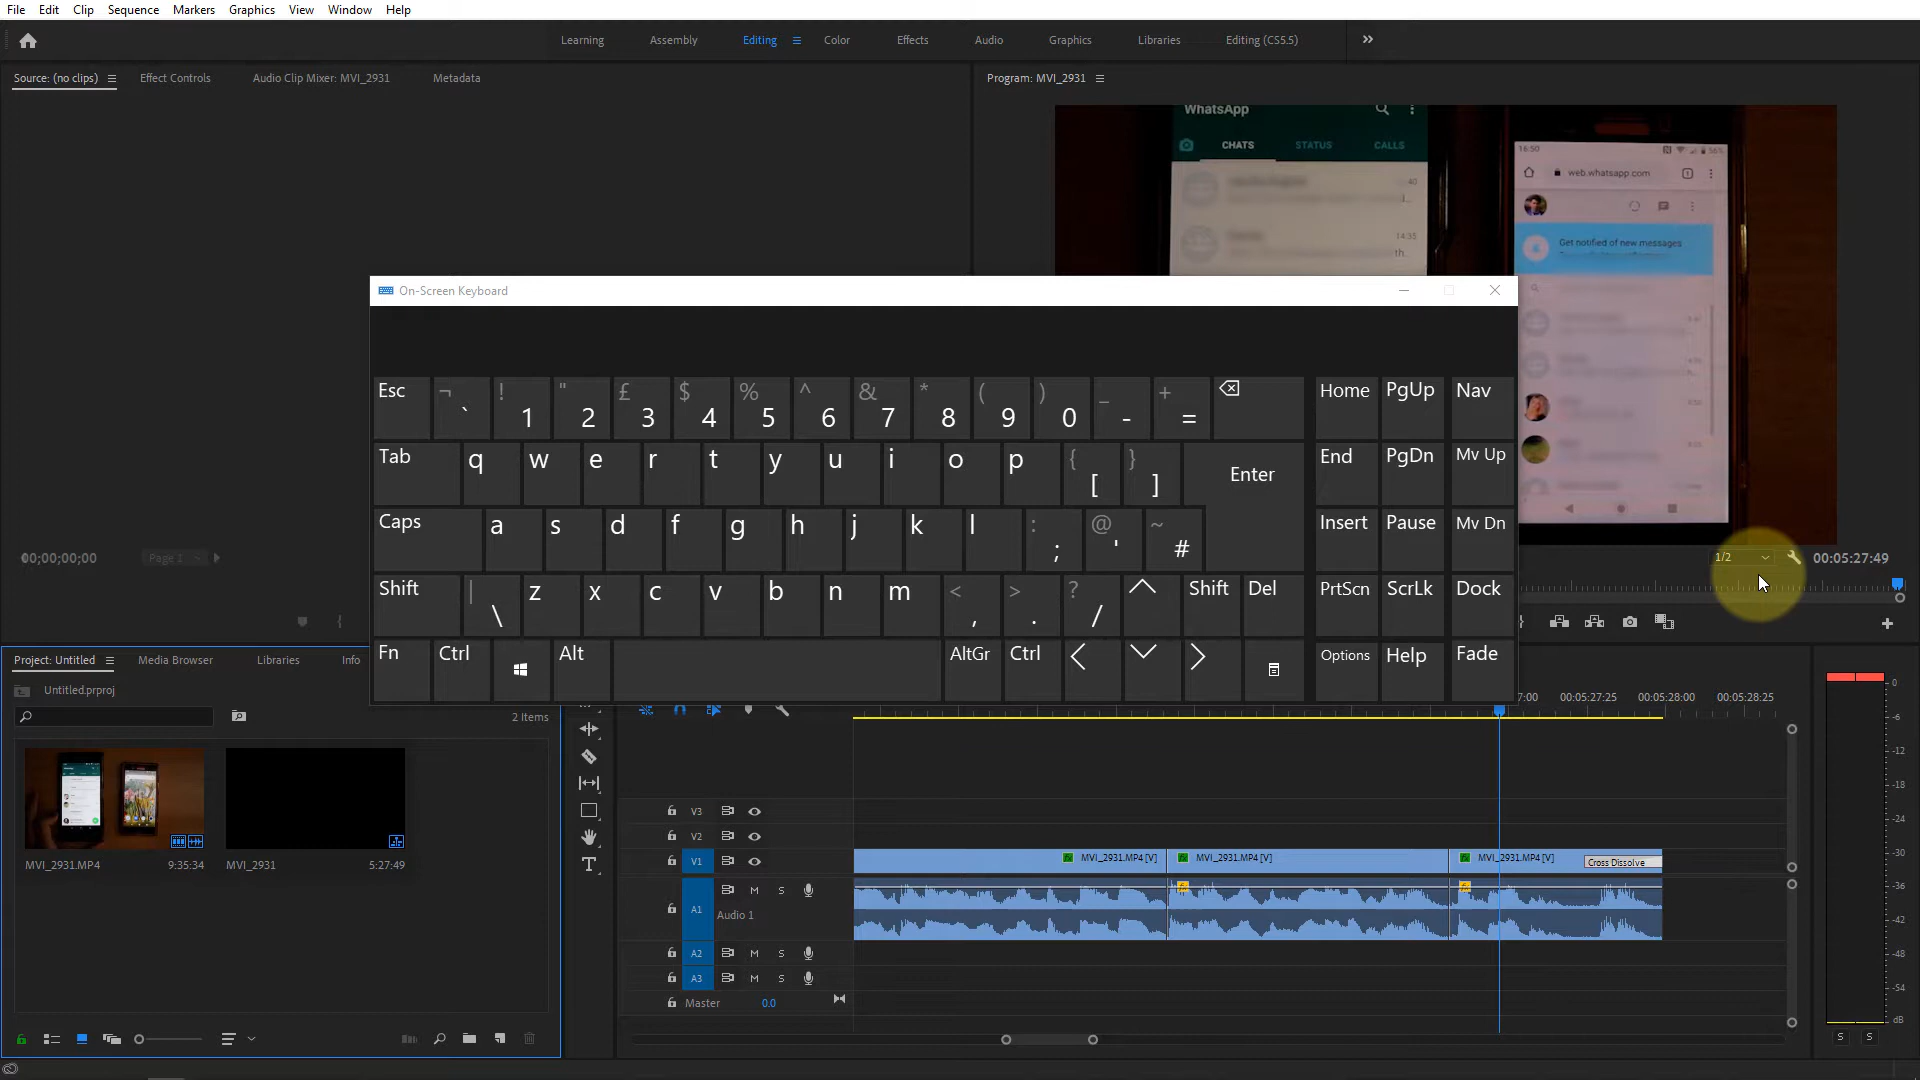 File Edit Clip Sequence Markers Graphics View Window Help
Learning Assembly Editing Color Effects Audio Graphics Libraries Editing (CS5.5)
Source: (no clips) Effect Controls Audio Clip Mixer: MVI_2931 Metadata
Program: MVI_2931
WhatsApp
CHATS STATUS CALLS
14:35
16:50 56%
web.whatsapp.com 1
Get notified of new messages
On-Screen Keyboard
Esc ¬ ` ! 1 " 2 £ 3 $ 4 % 5 ^ 6 & 7 * 8 ( 9 ) 0 _ - + = Home PgUp Nav
Tab q w e r t y u i o p { [ } ] Enter End PgDn Mv Up
Caps a s d f g h j k l : ; @ ' ~ # Insert Pause Mv Dn
Shift | \ z x c v b n m < , > . ? / Shift Del PrtScn ScrLk Dock
Fn Ctrl Alt AltGr Ctrl Options Help Fade
00;00;00;00 Page 1
1/2 00:05:27:49
Project: Untitled Media Browser Libraries Info
Untitled.prproj
2 Items
MVI_2931.MP4 9:35:34 MVI_2931 5:27:49
7:00 00:05:27:25 00:05:28:00 00:05:28:25
V3
V2
V1 MVI_2931.MP4 [V] MVI_2931.MP4 [V] MVI_2931.MP4 [V] Cross Dissolve
A1 M S
Audio 1
A2 M S
A3 M S
Master 0.0
0
-6
-12
-18
-24
-30
-36
-42
-48
-54
dB
S S